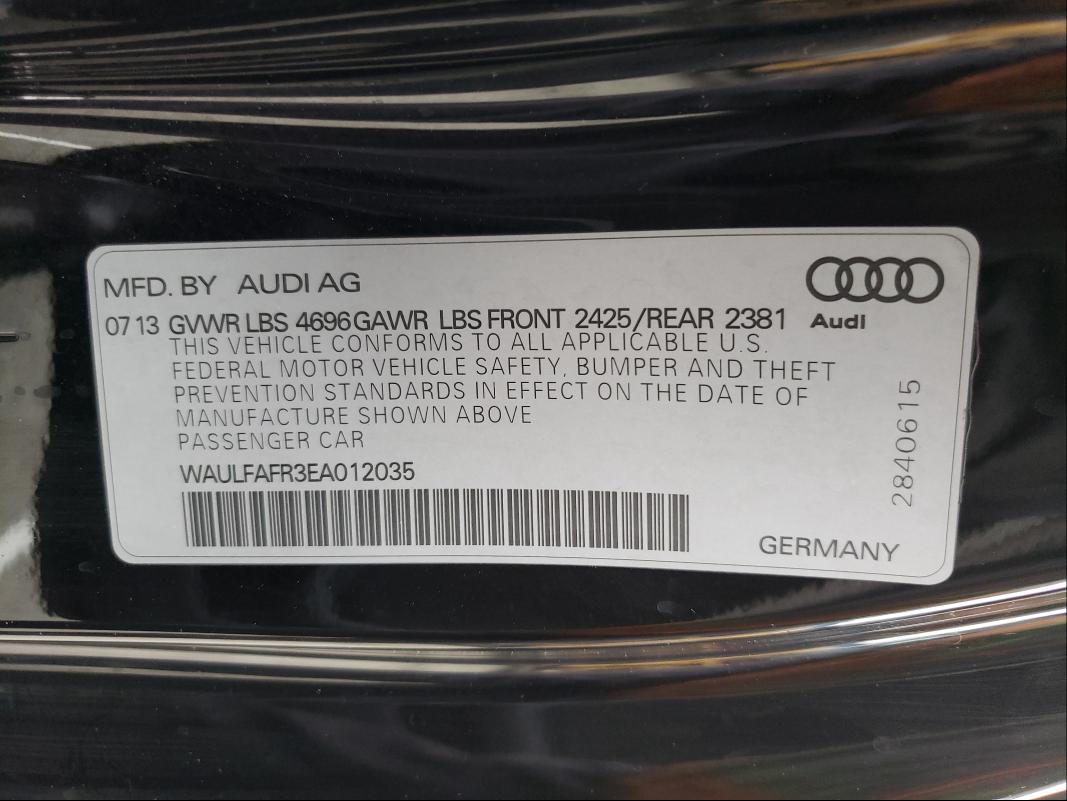 MFD. BY AUDI AG
Audi
07 13 GVWR LBS 4696 GAWR LBS FRONT 2425/REAR 2381
THIS VEHICLE CONFORMS TO ALL APPLICABLE U.S.
FEDERAL MOTOR VEHICLE SAFETY, BUMPER AND THEFT
PREVENTION STANDARDS IN EFFECT ON THE DATE OF
MANUFACTURE SHOWN ABOVE
PASSENGER CAR
WAULFAFR3EA012035
2840615
GERMANY